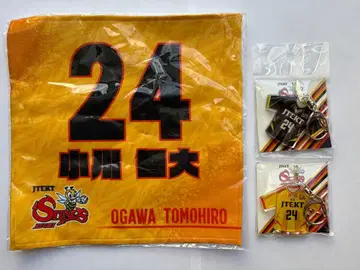 24
小川 智大
JTEKT
STINGS
OGAWA TOMOHIRO
JTEKT
24
JTEKT
24